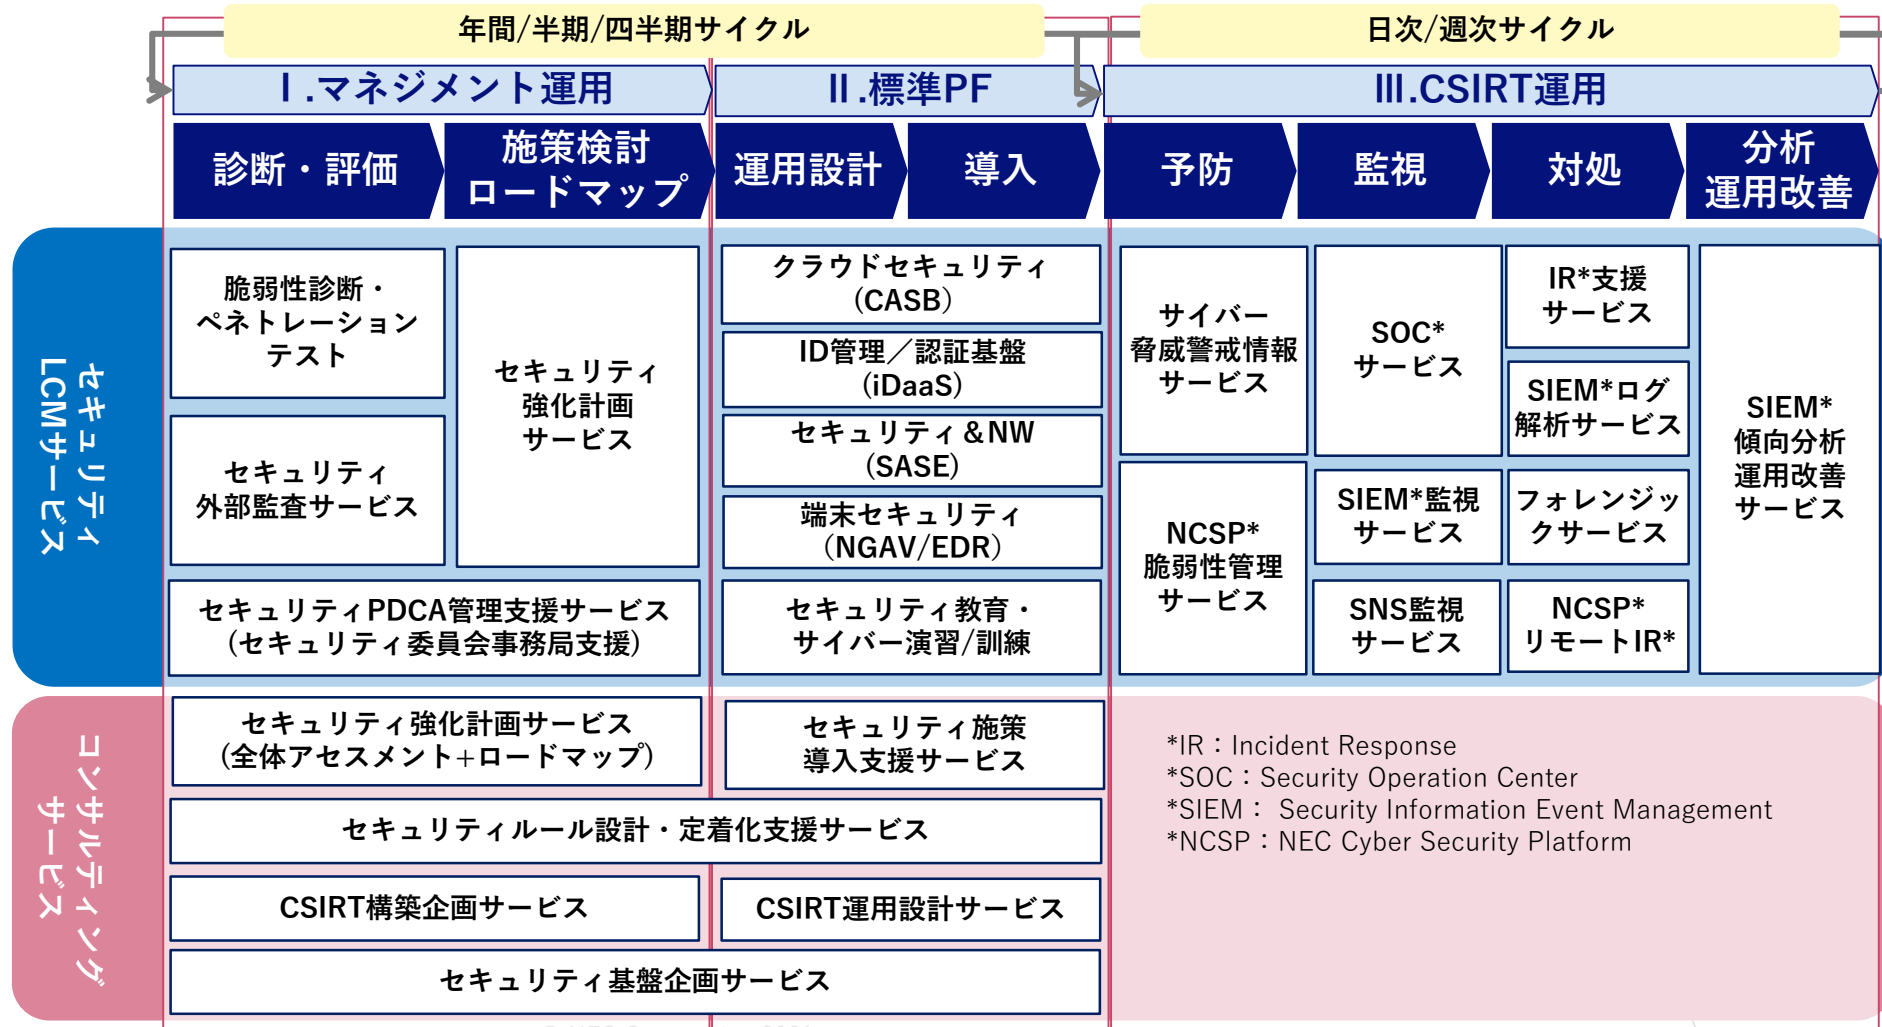 年間/半期/四半期サイクル
日次/週次サイクル
Ⅰ.マネジメント運用
Ⅱ.標準PF
Ⅲ.CSIRT運用
診断・評価
施策検討
ロードマップ
運用設計
導入
予防
監視
対処
分析
運用改善
セキュリティ
LCMサービス
脆弱性診断・
ペネトレーション
テスト
セキュリティ
外部監査サービス
セキュリティ
強化計画
サービス
セキュリティPDCA管理支援サービス
(セキュリティ委員会事務局支援)
クラウドセキュリティ
(CASB)
ID管理／認証基盤
(iDaaS)
セキュリティ＆NW
(SASE)
端末セキュリティ
(NGAV/EDR)
セキュリティ教育・
サイバー演習/訓練
サイバー
脅威警戒情報
サービス
NCSP*
脆弱性管理
サービス
SOC*
サービス
SIEM*監視
サービス
SNS監視
サービス
IR*支援
サービス
SIEM*ログ
解析サービス
フォレンジッ
クサービス
NCSP*
リモートIR*
SIEM*
傾向分析
運用改善
サービス
コンサルティング
サービス
セキュリティ強化計画サービス
(全体アセスメント+ロードマップ)
セキュリティ施策
導入支援サービス
セキュリティルール設計・定着化支援サービス
CSIRT構築企画サービス
CSIRT運用設計サービス
セキュリティ基盤企画サービス
*IR：Incident Response
*SOC：Security Operation Center
*SIEM： Security Information Event Management
*NCSP：NEC Cyber Security Platform